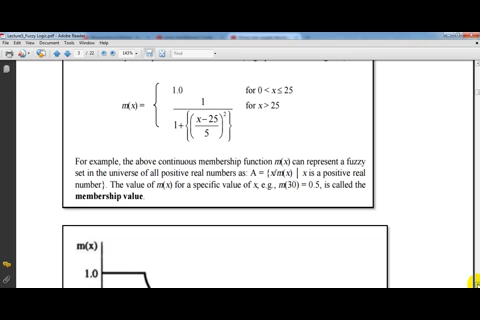 Lecture3_Fuzzy Logic.pdf - Adobe Reader
File Edit View Document Tools Window Help
3 / 22 143% Find
m(x) = { 1.0 for 0 < x ≤ 25
1 / 1+{((x−25)/5)²} for x > 25
For example, the above continuous membership function m(x) can represent a fuzzy
set in the universe of all positive real numbers as: A = {x/m(x) | x is a positive real
number}. The value of m(x) for a specific value of x, e.g., m(30) = 0.5, is called the
membership value.
m(x)
1.0